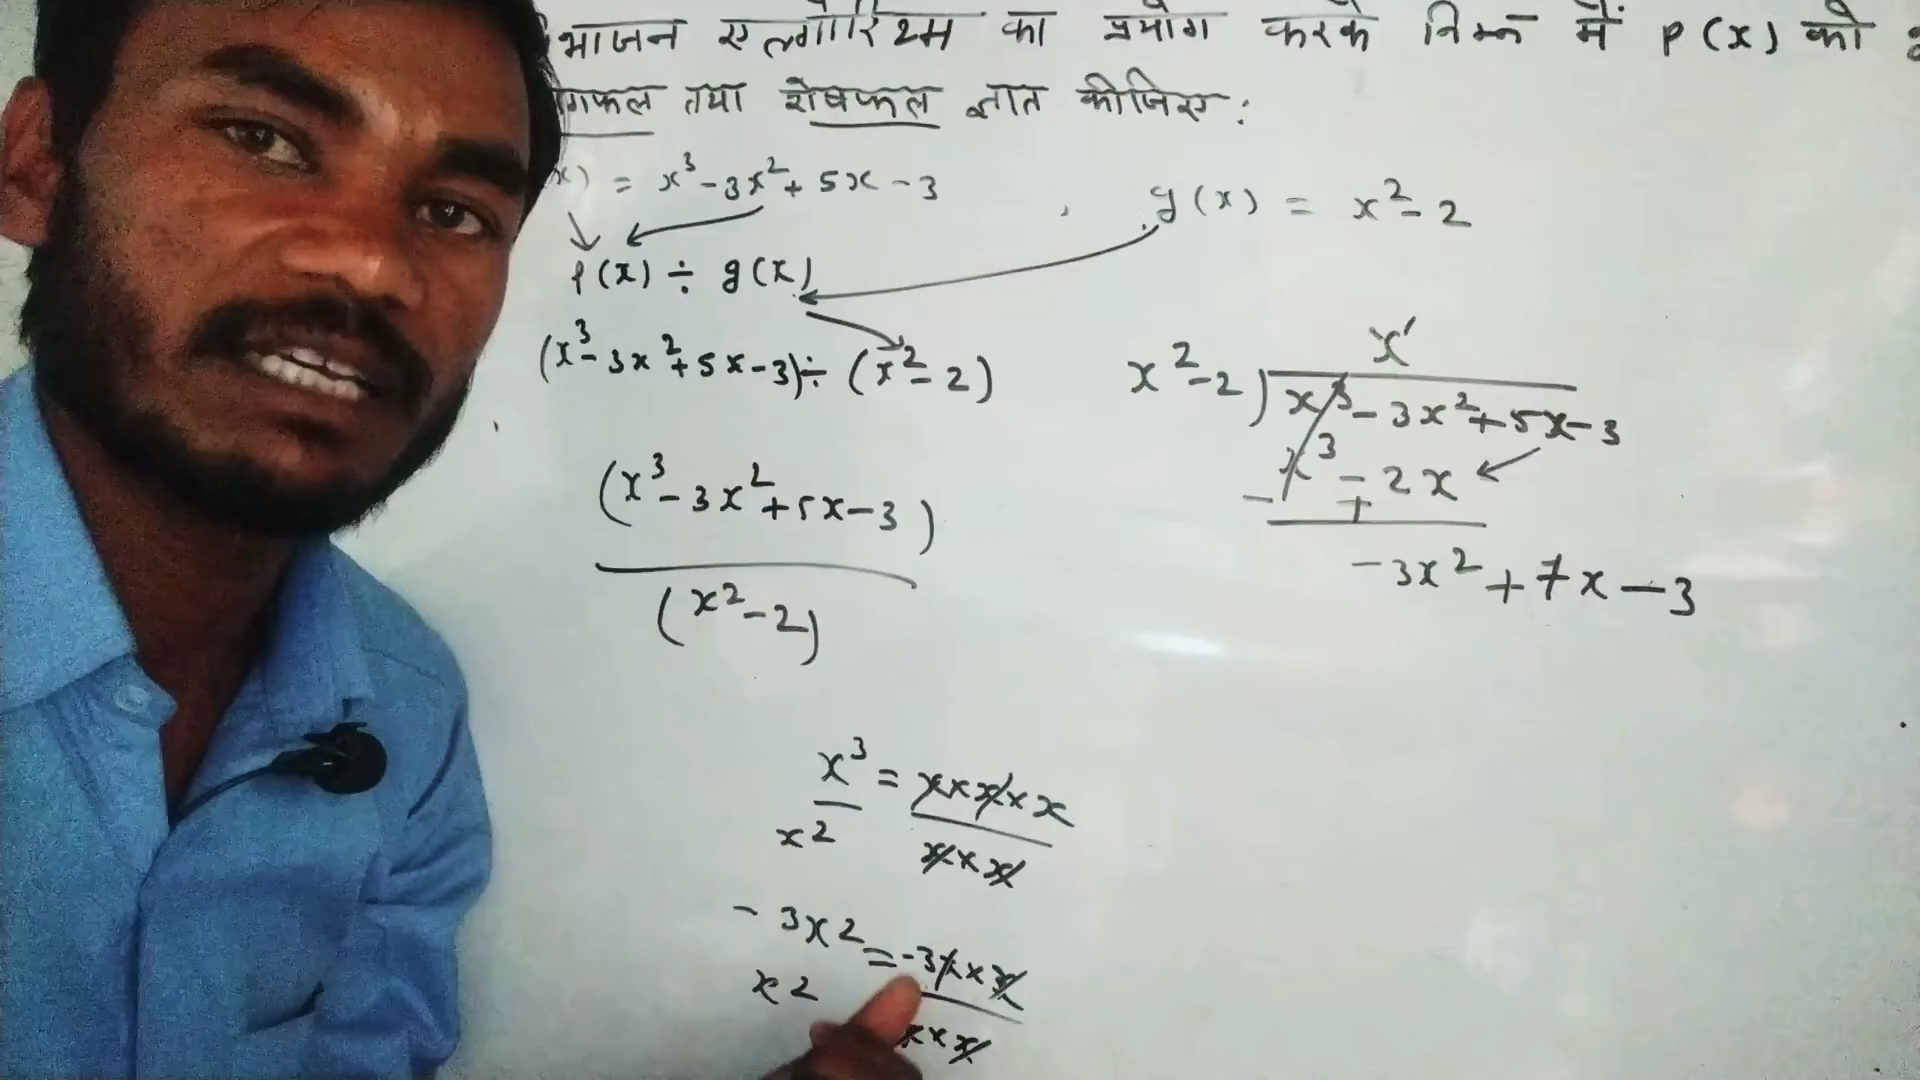 भाजन एल्गोरिथ्म का प्रयोग करके निम्न में P(x) को
गफल तथा शेषफल ज्ञात कीजिए:
x) = x³-3x²+5x-3 , g(x) = x²-2
P(x) ÷ g(x)
(x³-3x²+5x-3) ÷ (x²-2)
x
x²-2) x³-3x²+5x-3
x³-2x
- +
-3x²+7x-3
(x³-3x²+5x-3)
(x²-2)
x³ = x×x×x
x² x×x
-3x² = -3x×x
x2 x×x